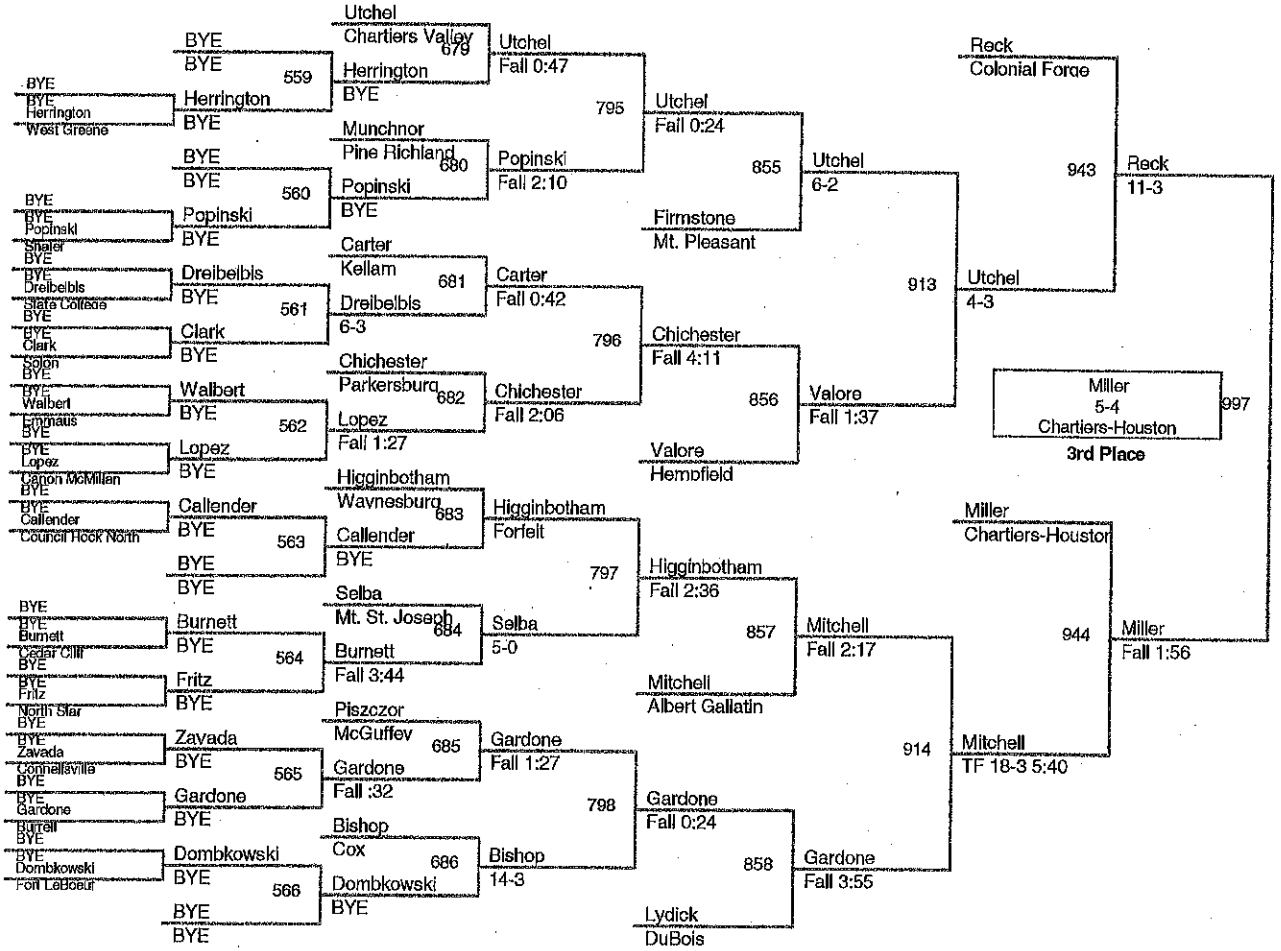 BYE
BYE
Herrington
West Greene
BYE
BYE
Popinski
Shaler
BYE
BYE
Dreibelbis
State College
BYE
BYE
Clark
Solon
BYE
BYE
Walbert
Emmaus
BYE
BYE
Lopez
Canon McMillan
BYE
BYE
Callender
Council Rock North
BYE
BYE
Burnett
Cedar Cliff
BYE
BYE
Fritz
North Star
BYE
BYE
Zavada
Connellsville
BYE
BYE
Gardone
Burrell
BYE
BYE
Dombkowski
Fort LeBoeuf
BYE
BYE
559
Herrington
BYE
BYE
BYE
560
Popinski
BYE
Dreibelbis
BYE
561
Clark
BYE
Walbert
BYE
562
Lopez
BYE
Callender
BYE
563
BYE
BYE
Burnett
BYE
564
Fritz
BYE
Zavada
BYE
565
Gardone
BYE
Dombkowski
BYE
566
BYE
BYE
Utchel
Chartiers Valley
679
Herrington
BYE
Munchnor
Pine Richland
680
Popinski
BYE
Carter
Kellam
681
Dreibelbis
6-3
Chichester
Parkersburg
682
Lopez
Fall 1:27
Higginbotham
Waynesburg
683
Callender
BYE
Selba
Mt. St. Joseph
684
Burnett
Fall 3:44
Piszczor
McGuffey
685
Gardone
Fall :32
Bishop
Cox
686
Dombkowski
BYE
Utchel
Fall 0:47
795
Popinski
Fall 2:10
Carter
Fall 0:42
796
Chichester
Fall 2:06
Higginbotham
Forfeit
797
Selba
5-0
Gardone
Fall 1:27
798
Bishop
14-3
Utchel
Fall 0:24
855
Firmstone
Mt. Pleasant
Chichester
Fall 4:11
856
Valore
Hempfield
Higginbotham
Fall 2:36
857
Mitchell
Albert Gallatin
Gardone
Fall 0:24
858
Lydick
DuBois
Utchel
6-2
913
Valore
Fall 1:37
Mitchell
Fall 2:17
914
Gardone
Fall 3:55
Reck
Colonial Forge
943
Utchel
4-3
Miller
Chartiers-Houston
944
Mitchell
TF 18-3 5:40
Reck
11-3
Miller
5-4
Chartiers-Houston
997
3rd Place
Miller
Fall 1:56